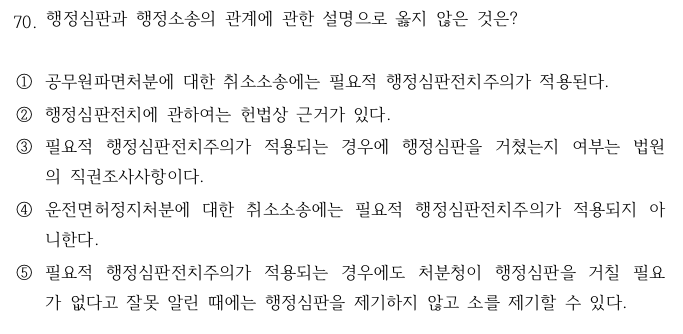 70. 행정심판과 행정소송의 관계에 관한 설명으로 옳지 않은 것은?
① 공무원파면처분에 대한 취소소송에는 필요적 행정심판전치주의가 적용된다.
② 행정심판전치에 관하여는 헌법상 근거가 있다.
③ 필요적 행정심판전치주의가 적용되는 경우에 행정심판을 거쳤는지 여부는 법원
의 직권조사사항이다.
④ 운전면허정지처분에 대한 취소소송에는 필요적 행정심판전치주의가 적용되지 아
니한다.
⑤ 필요적 행정심판전치주의가 적용되는 경우에도 처분청이 행정심판을 거칠 필요
가 없다고 잘못 알린 때에는 행정심판을 제기하지 않고 소를 제기할 수 있다.